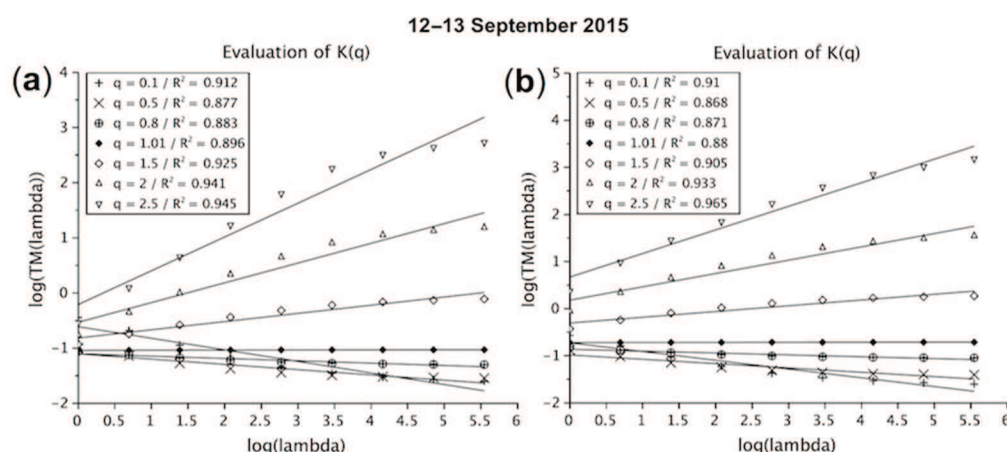 12–13 September 2015
Evaluation of K(q)
(a)
q = 0.1 / R² = 0.912
q = 0.5 / R² = 0.877
q = 0.8 / R² = 0.883
q = 1.01 / R² = 0.896
q = 1.5 / R² = 0.925
q = 2 / R² = 0.941
q = 2.5 / R² = 0.945
log(TM(lambda))
4
3
2
1
0
-1
-2
0 0.5 1 1.5 2 2.5 3 3.5 4 4.5 5 5.5 6
log(lambda)
Evaluation of K(q)
(b)
q = 0.1 / R² = 0.91
q = 0.5 / R² = 0.868
q = 0.8 / R² = 0.871
q = 1.01 / R² = 0.88
q = 1.5 / R² = 0.905
q = 2 / R² = 0.933
q = 2.5 / R² = 0.965
log(TM(lambda))
5
4
3
2
1
0
-1
-2
0 0.5 1 1.5 2 2.5 3 3.5 4 4.5 5 5.5 6
log(lambda)